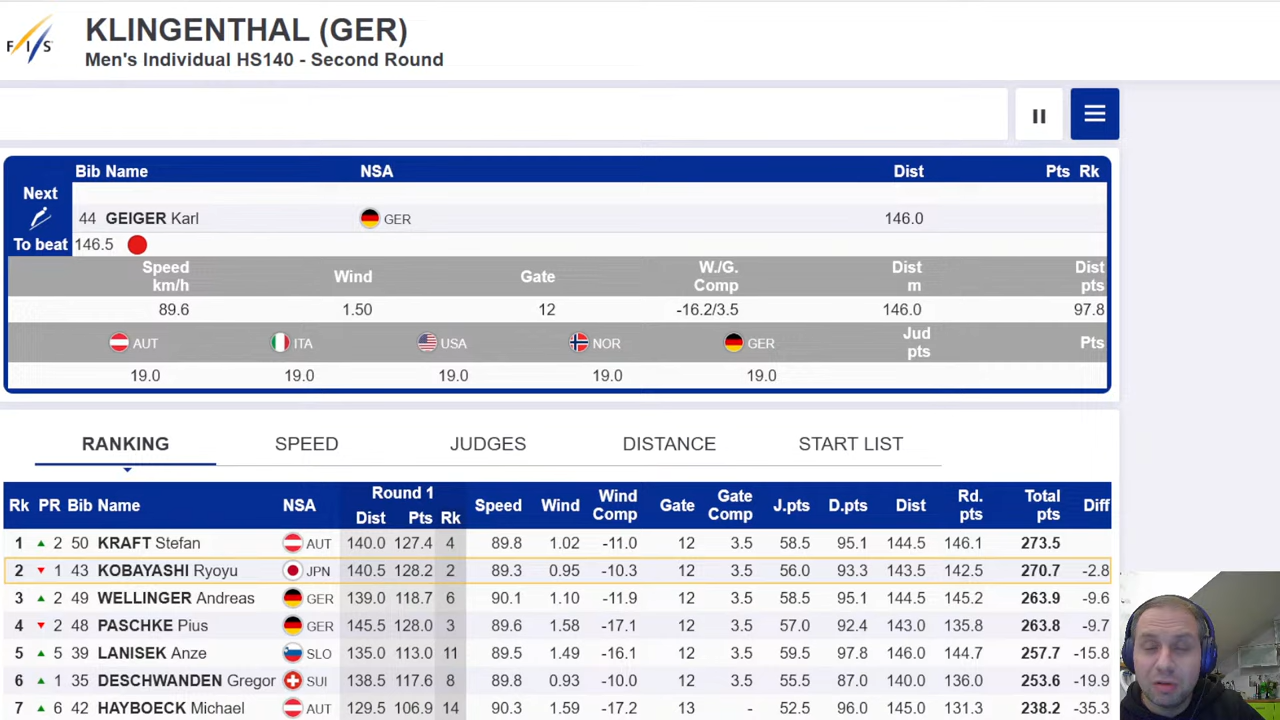 FIS
KLINGENTHAL (GER)
Men's Individual HS140 - Second Round
Bib Name NSA Dist Pts Rk
Next
44 GEIGER Karl GER 146.0
To beat 146.5
Speed km/h Wind Gate W./G. Comp Dist m Dist pts
89.6 1.50 12 -16.2/3.5 146.0 97.8
AUT ITA USA NOR GER Jud pts Pts
19.0 19.0 19.0 19.0 19.0
RANKING SPEED JUDGES DISTANCE START LIST
Rk PR Bib Name NSA Round 1 Dist Pts Rk Speed Wind Wind Comp Gate Gate Comp J.pts D.pts Dist Rd. pts Total pts Diff
1 2 50 KRAFT Stefan AUT 140.0 127.4 4 89.8 1.02 -11.0 12 3.5 58.5 95.1 144.5 146.1 273.5
2 1 43 KOBAYASHI Ryoyu JPN 140.5 128.2 2 89.3 0.95 -10.3 12 3.5 56.0 93.3 143.5 142.5 270.7 -2.8
3 2 49 WELLINGER Andreas GER 139.0 118.7 6 90.1 1.10 -11.9 12 3.5 58.5 95.1 144.5 145.2 263.9 -9.6
4 2 48 PASCHKE Pius GER 145.5 128.0 3 89.6 1.58 -17.1 12 3.5 57.0 92.4 143.0 135.8 263.8 -9.7
5 5 39 LANISEK Anze SLO 135.0 113.0 11 89.5 1.49 -16.1 12 3.5 59.5 97.8 146.0 144.7 257.7 -15.8
6 1 35 DESCHWANDEN Gregor SUI 138.5 117.6 8 89.8 0.93 -10.0 12 3.5 55.5 87.0 140.0 136.0 253.6 -19.9
7 6 42 HAYBOECK Michael AUT 129.5 106.9 14 90.3 1.59 -17.2 13 - 52.5 96.0 145.0 131.3 238.2 -35.3